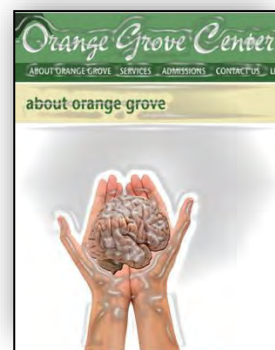 Orange Grove Center
ABOUT ORANGE GROVE SERVICES ADMISSIONS CONTACT US
about orange grove